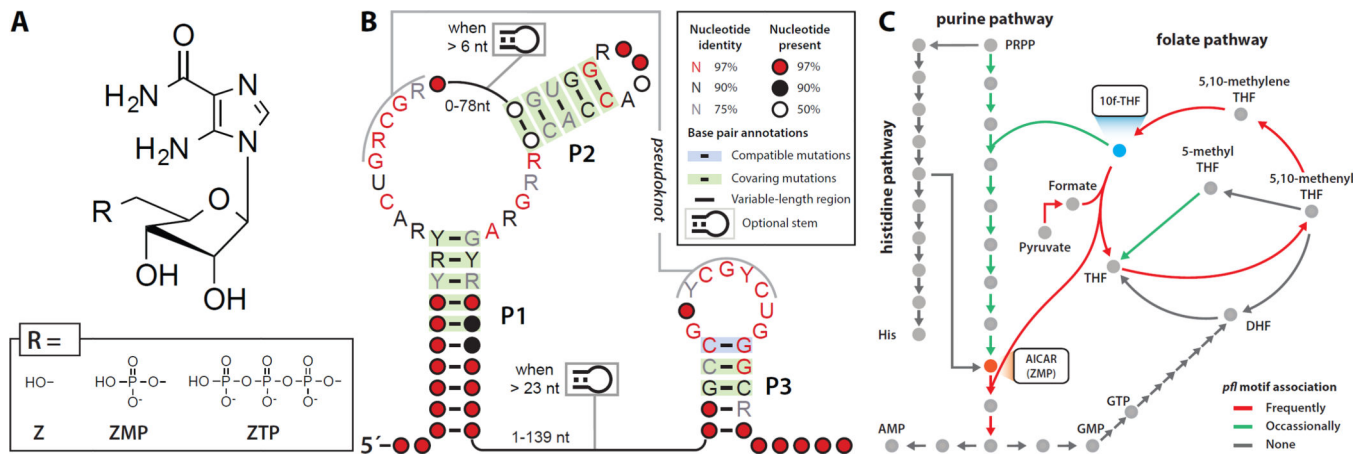 A
O
H2N
N
N
H2N
R
O
OH
OH
R =
HO–
O
HO–P–O–
O-
O O O
HO–P–O–P–O–P–O–
O- O- O-
Z
ZMP
ZTP
B
when
> 6 nt
0-78nt
R
G
C
R
G
U
C
A
R
Y
G
R
Y
Y
R
A
R
G
R
R
G
U
G
G
R
A
C
C
A
C
P2
P1
pseudoknot
when
> 23 nt
1-139 nt
5´
Y
C
G
Y
C
U
G
G
C
G
C
G
G
C
R
P3
Nucleotide identity
Nucleotide present
N 97%
97%
N 90%
90%
N 75%
50%
Base pair annotations
Compatible mutations
Covarying mutations
Variable-length region
Optional stem
C
purine pathway
PRPP
folate pathway
5,10-methylene
THF
10f-THF
5-methyl
THF
5,10-methenyl
THF
histidine pathway
Formate
Pyruvate
THF
DHF
His
AICAR
(ZMP)
GTP
GMP
AMP
pfl motif association
Frequently
Occassionally
None